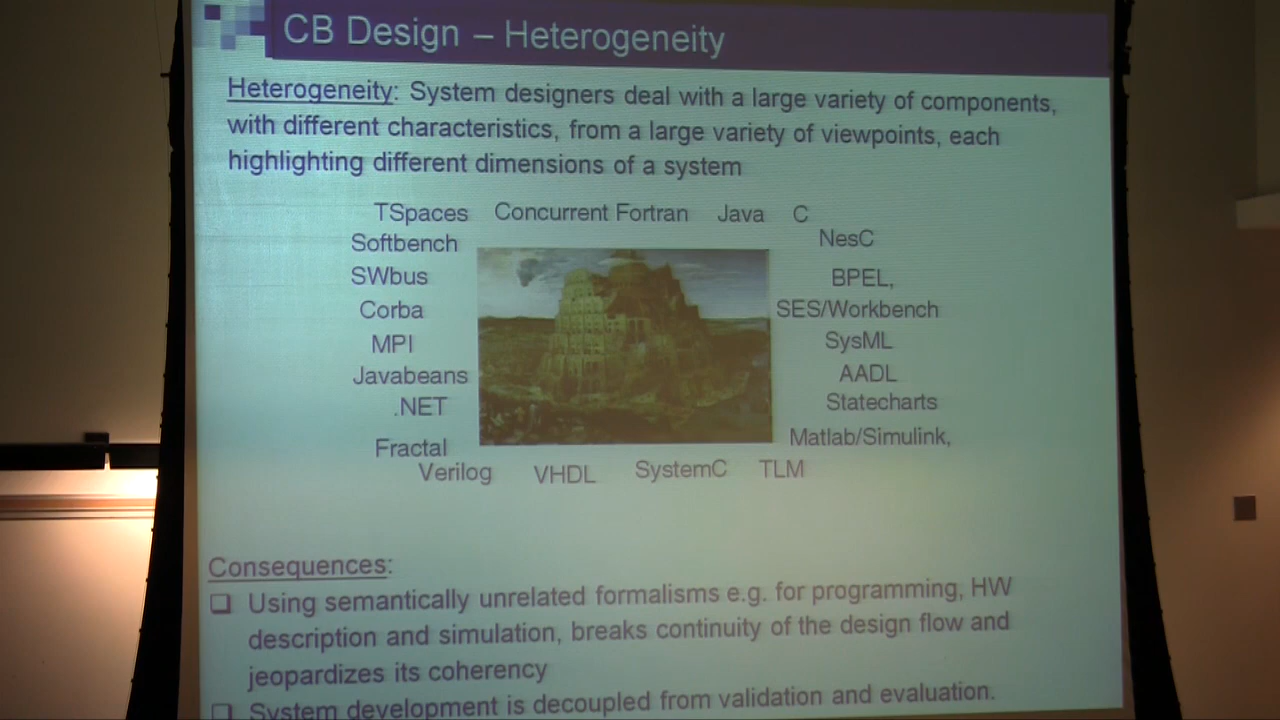 CB Design – Heterogeneity
Heterogeneity: System designers deal with a large variety of components,
with different characteristics, from a large variety of viewpoints, each
highlighting different dimensions of a system
TSpaces Concurrent Fortran Java C
Softbench NesC
SWbus BPEL,
Corba SES/Workbench
MPI SysML
Javabeans AADL
.NET Statecharts
Fractal Matlab/Simulink,
Verilog VHDL SystemC TLM
Consequences:
❑ Using semantically unrelated formalisms e.g. for programming, HW
description and simulation, breaks continuity of the design flow and
jeopardizes its coherency
❑ System development is decoupled from validation and evaluation.